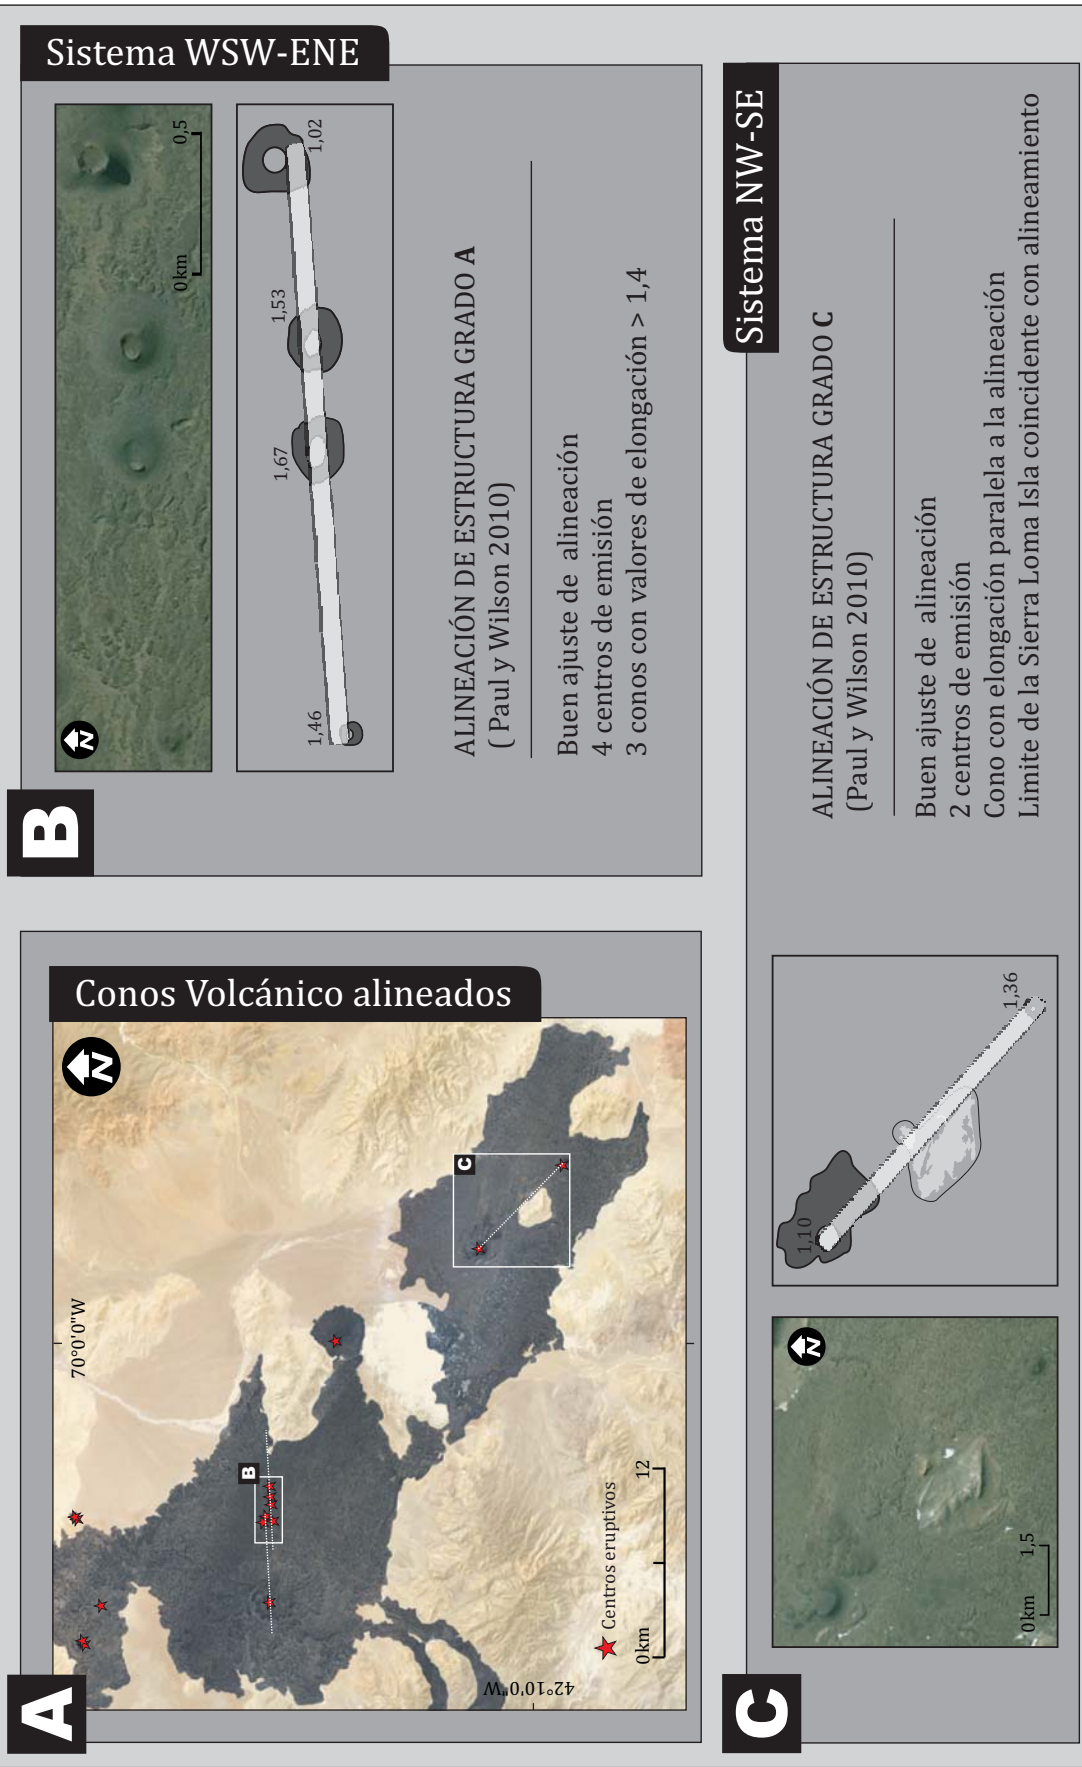 A
Conos Volcánico alineados
N
70°0'0"W
42°10'0"W
B
C
Centros eruptivos
0km
12
B
Sistema WSW-ENE
N
0km
0,5
1,46
1,67
1,53
1,02
ALINEACIÓN DE ESTRUCTURA GRADO A
( Paul y Wilson 2010)
Buen ajuste de alineación
4 centros de emisión
3 conos con valores de elongación > 1,4
C
Sistema NW-SE
N
0km
1,5
1,10
1,36
ALINEACIÓN DE ESTRUCTURA GRADO C
(Paul y Wilson 2010)
Buen ajuste de alineación
2 centros de emisión
Cono con elongación paralela a la alineación
Limite de la Sierra Loma Isla coincidente con alineamiento